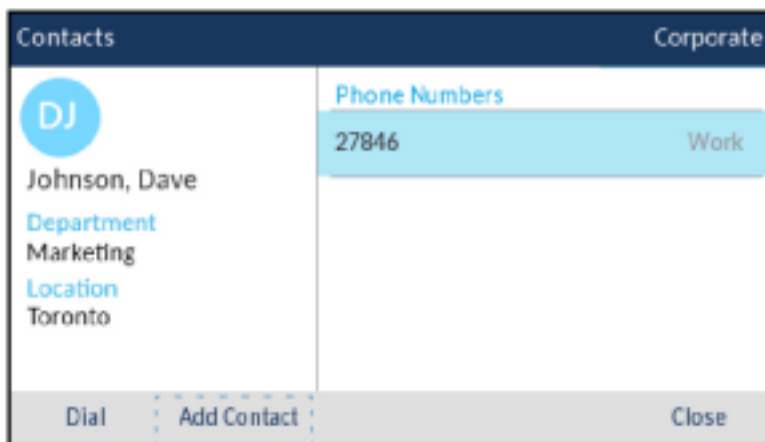 Contacts Corporate
DJ
Johnson, Dave
Department
Marketing
Location
Toronto
Phone Numbers
27846 Work
Dial Add Contact Close